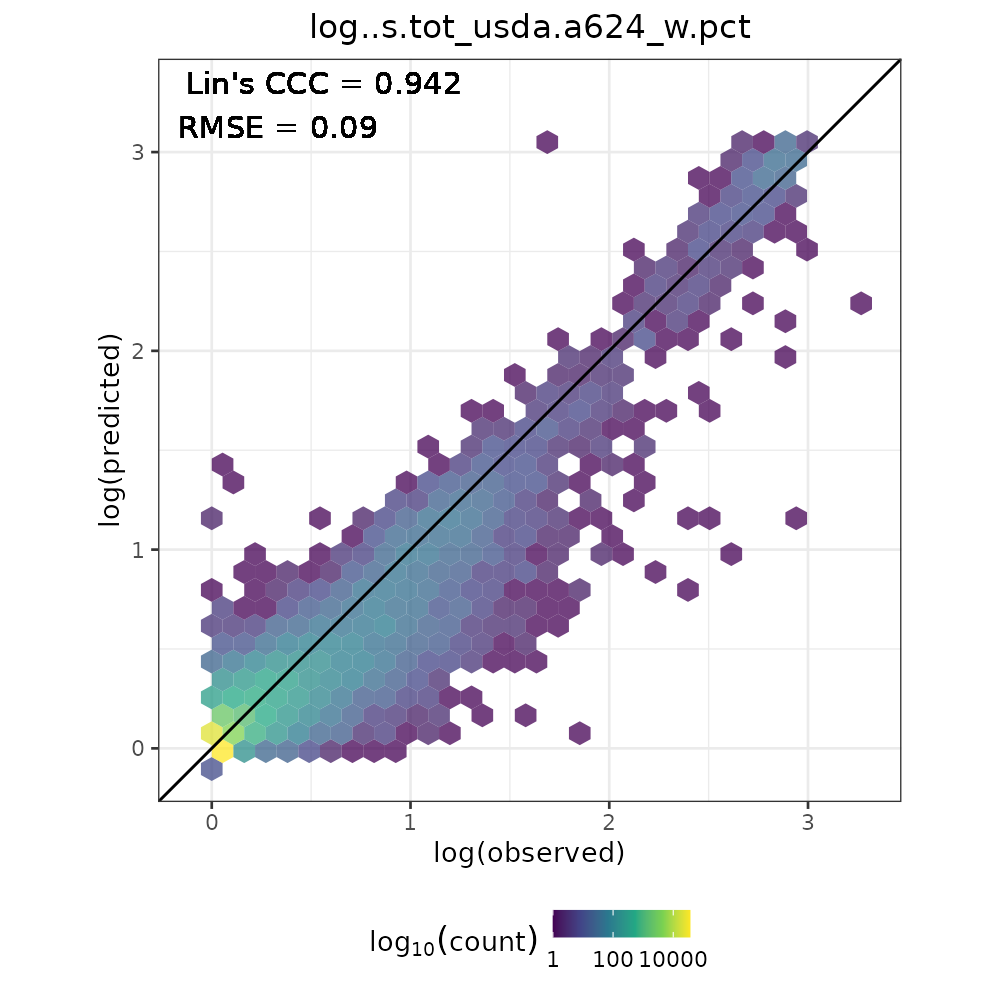 log..s.tot_usda.a624_w.pct
Lin's CCC = 0.942
RMSE = 0.09
log(predicted)
3
2
1
0
0 1 2 3
log(observed)
log10(count)
1 100 10000